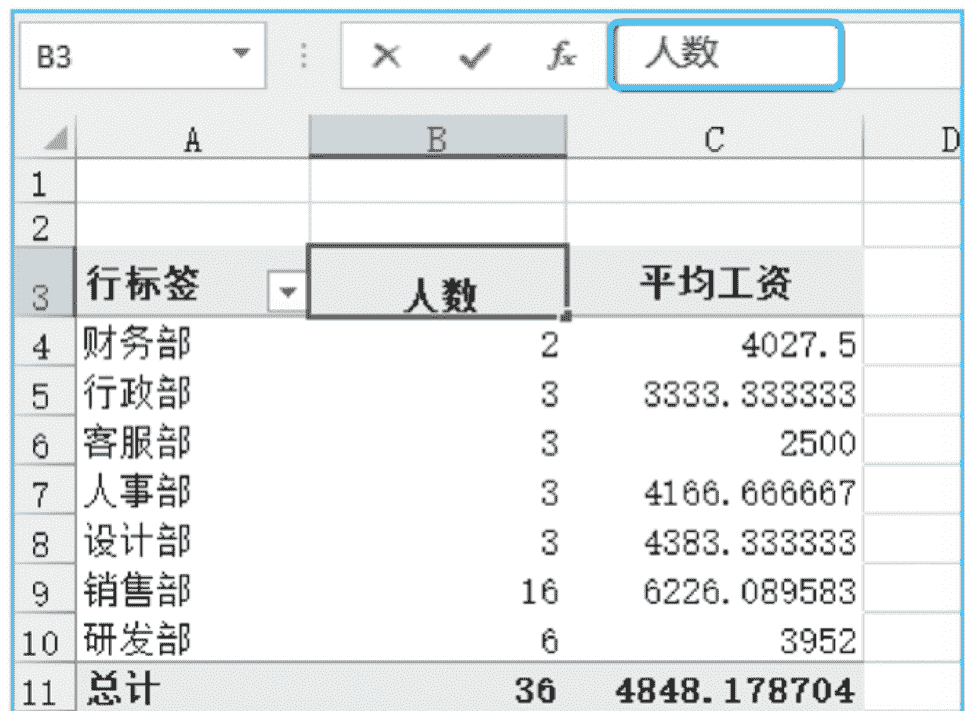 B3 fx 人数
A B C D
1
2
3 行标签 人数 平均工资
4 财务部 2 4027.5
5 行政部 3 3333.333333
6 客服部 3 2500
7 人事部 3 4166.666667
8 设计部 3 4383.333333
9 销售部 16 6226.089583
10 研发部 6 3952
11 总计 36 4848.178704